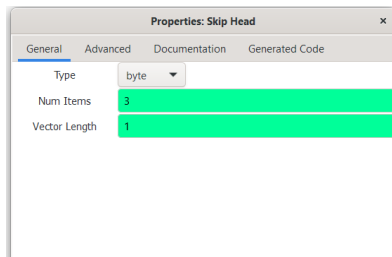 Properties: Skip Head ×
General Advanced Documentation Generated Code
Type byte
Num Items 3
Vector Length 1